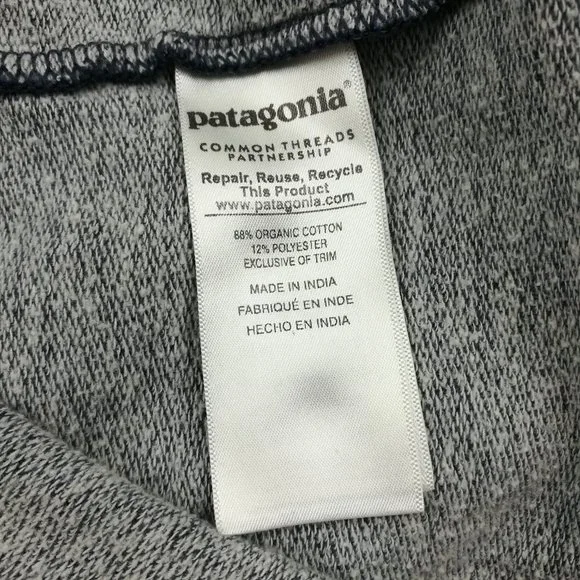 patagonia®
COMMON THREADS
PARTNERSHIP
Repair, Reuse, Recycle
This Product
www.patagonia.com
88% ORGANIC COTTON
12% POLYESTER
EXCLUSIVE OF TRIM
MADE IN INDIA
FABRIQUÉ EN INDE
HECHO EN INDIA